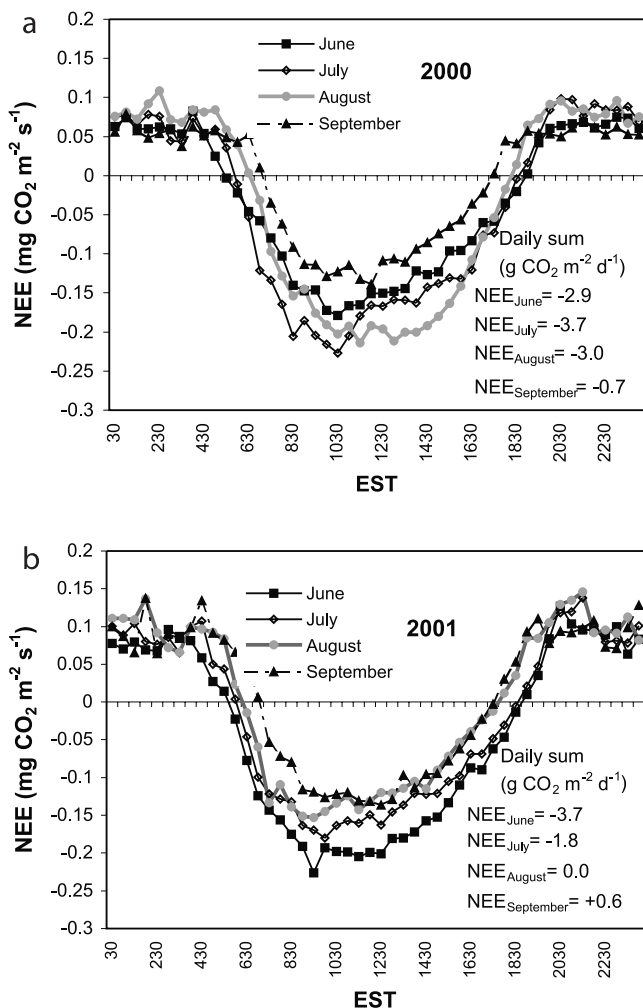 a
0.2
0.15
0.1
0.05
0
-0.05
-0.1
-0.15
-0.2
-0.25
-0.3
NEE (mg CO2 m-2 s-1)
June
July
August
September
2000
Daily sum
(g CO2 m-2 d-1)
NEEJune= -2.9
NEEJuly= -3.7
NEEAugust= -3.0
NEESeptember= -0.7
30
230
430
630
830
1030
1230
1430
1630
1830
2030
2230
EST
b
0.2
0.15
0.1
0.05
0
-0.05
-0.1
-0.15
-0.2
-0.25
-0.3
NEE (mg CO2 m-2 s-1)
June
July
August
September
2001
Daily sum
(g CO2 m-2 d-1)
NEEJune= -3.7
NEEJuly= -1.8
NEEAugust= 0.0
NEESeptember= +0.6
30
230
430
630
830
1030
1230
1430
1630
1830
2030
2230
EST